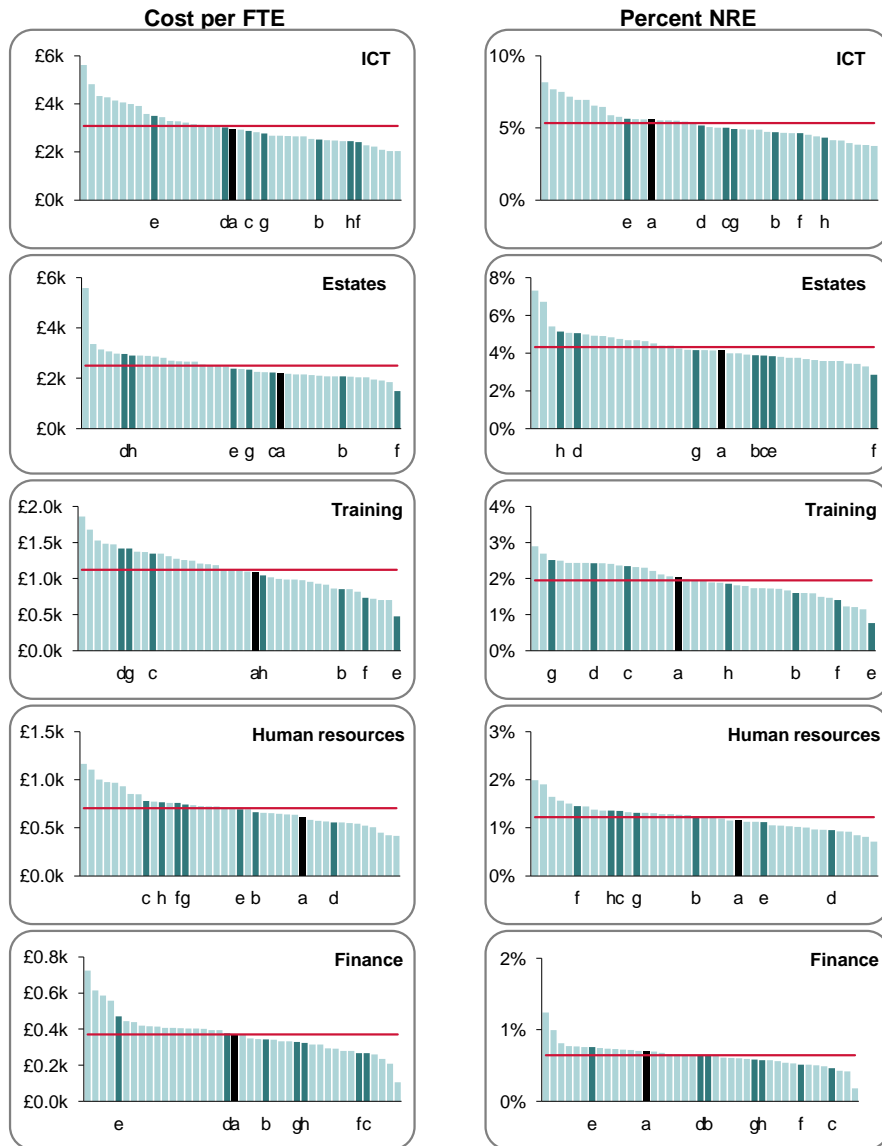 Cost per FTE
Percent NRE
ICT
£6k
£4k
£2k
£0k
e da c g b hf
ICT
10%
5%
0%
e a d cg b f h
Estates
£6k
£4k
£2k
£0k
dh e g ca b f
Estates
8%
6%
4%
2%
0%
h d g a bce f
Training
£2.0k
£1.5k
£1.0k
£0.5k
£0.0k
dg c ah b f e
Training
4%
3%
2%
1%
0%
g d c a h b f e
Human resources
£1.5k
£1.0k
£0.5k
£0.0k
c h fg e b a d
Human resources
3%
2%
1%
0%
f hc g b a e d
Finance
£0.8k
£0.6k
£0.4k
£0.2k
£0.0k
e da b gh fc
Finance
2%
1%
0%
e a db gh f c